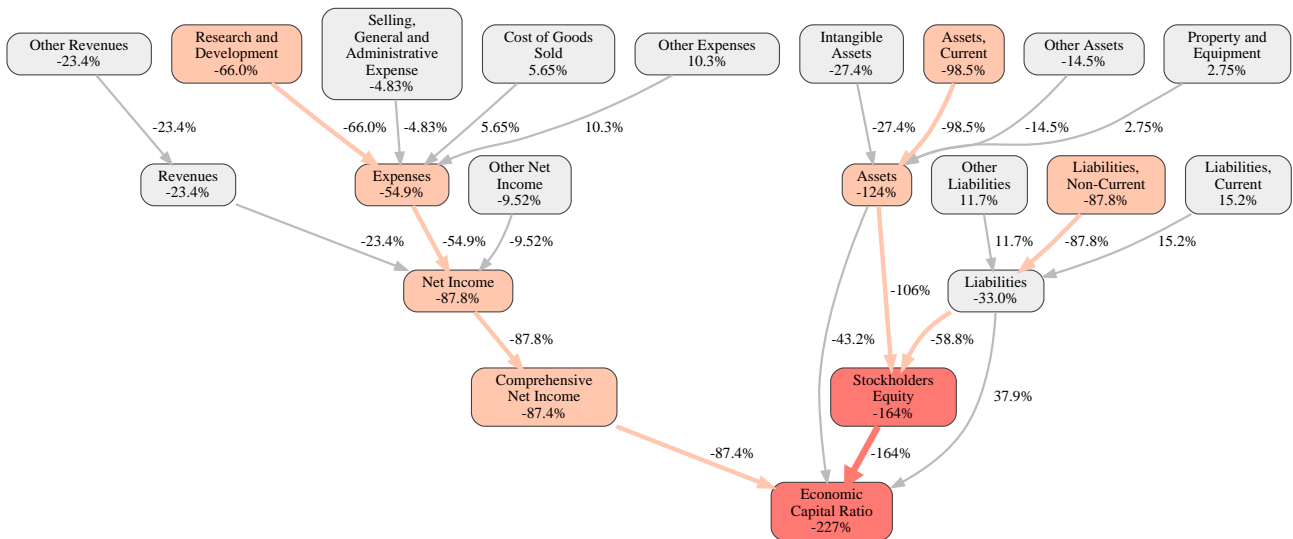 Other Revenues
-23.4%
Research and
Development
-66.0%
Selling,
General and
Administrative
Expense
-4.83%
Cost of Goods
Sold
5.65%
Other Expenses
10.3%
Intangible
Assets
-27.4%
Assets,
Current
-98.5%
Other Assets
-14.5%
Property and
Equipment
2.75%
-23.4%
-66.0%
-4.83%
5.65%
10.3%
-27.4%
-98.5%
-14.5%
2.75%
Revenues
-23.4%
Expenses
-54.9%
Other Net
Income
-9.52%
Assets
-124%
Other
Liabilities
11.7%
Liabilities,
Non-Current
-87.8%
Liabilities,
Current
15.2%
-23.4%
-54.9%
-9.52%
11.7%
-87.8%
15.2%
Net Income
-87.8%
Liabilities
-33.0%
-106%
-87.8%
-43.2%
-58.8%
Comprehensive
Net Income
-87.4%
Stockholders
Equity
-164%
37.9%
-87.4%
-164%
Economic
Capital Ratio
-227%